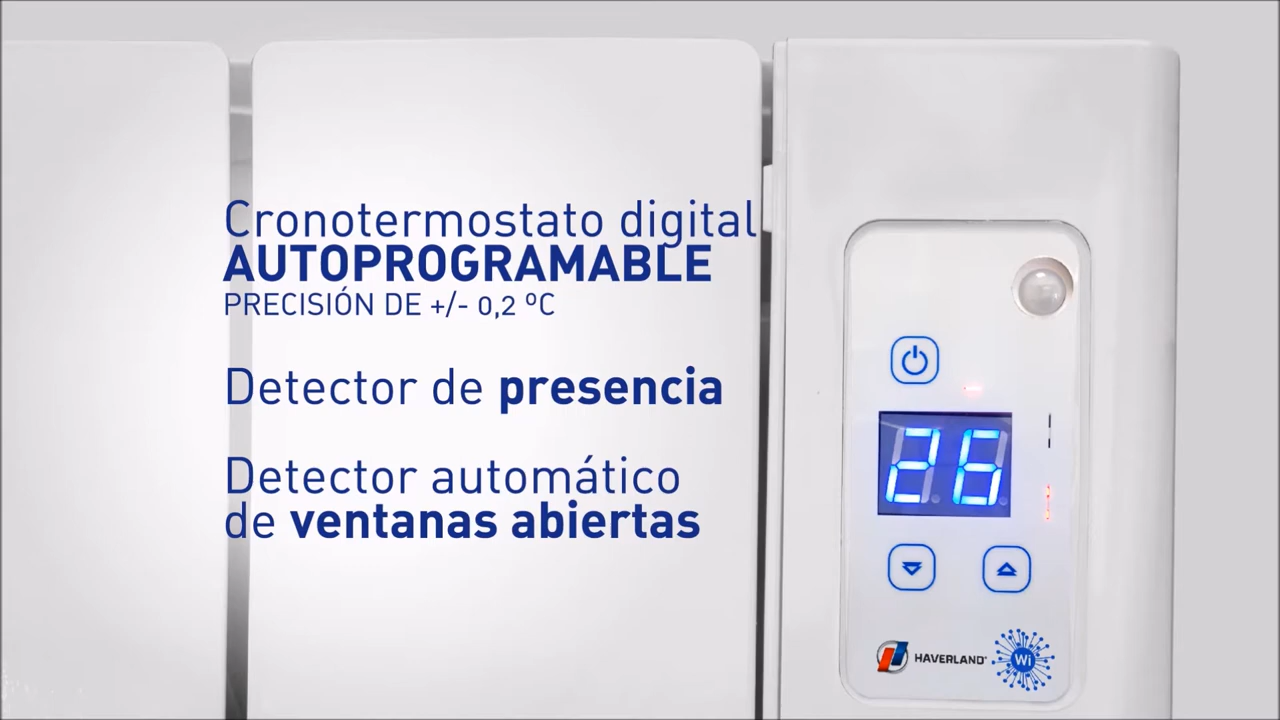 Cronotermostato digital
AUTOPROGRAMABLE
PRECISIÓN DE +/- 0,2 ºC
Detector de presencia
Detector automático
de ventanas abiertas
26
HAVERLAND
Wi